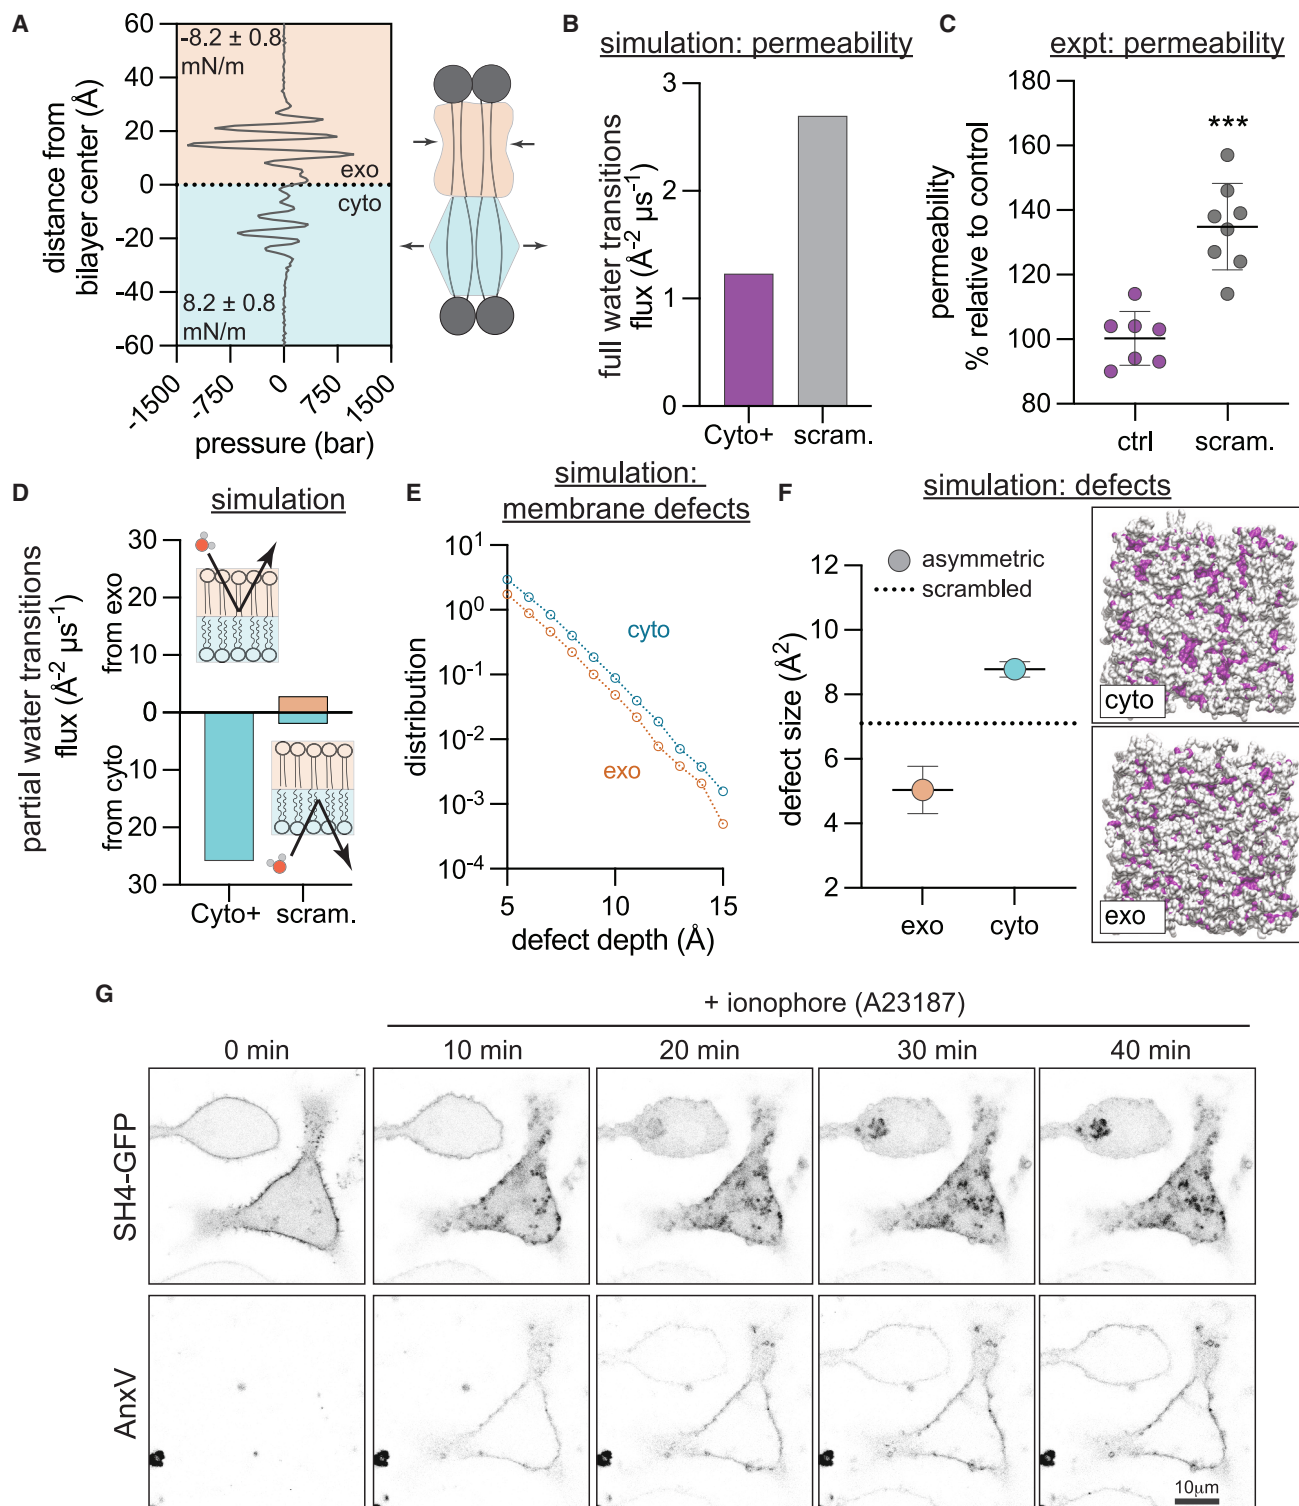 A
distance from
bilayer center (Å)
60
40
20
0
-20
-40
-60
-8.2 ± 0.8
mN/m
exo
cyto
8.2 ± 0.8
mN/m
-1500
-750
0
750
1500
pressure (bar)
B
simulation: permeability
full water transitions
flux (Å⁻² µs⁻¹)
3
2
1
0
Cyto+
scram.
C
expt: permeability
permeability
% relative to control
180
160
140
120
100
80
***
ctrl
scram.
D
simulation
partial water transitions
flux (Å⁻² µs⁻¹)
from cyto
from exo
30
20
10
0
10
20
30
Cyto+
scram.
E
simulation:
membrane defects
distribution
10¹
10⁰
10⁻¹
10⁻²
10⁻³
10⁻⁴
cyto
exo
5
10
15
defect depth (Å)
F
simulation: defects
defect size (Å²)
12
10
8
6
4
2
asymmetric
scrambled
exo
cyto
cyto
exo
G
+ ionophore (A23187)
0 min
10 min
20 min
30 min
40 min
SH4-GFP
AnxV
10µm